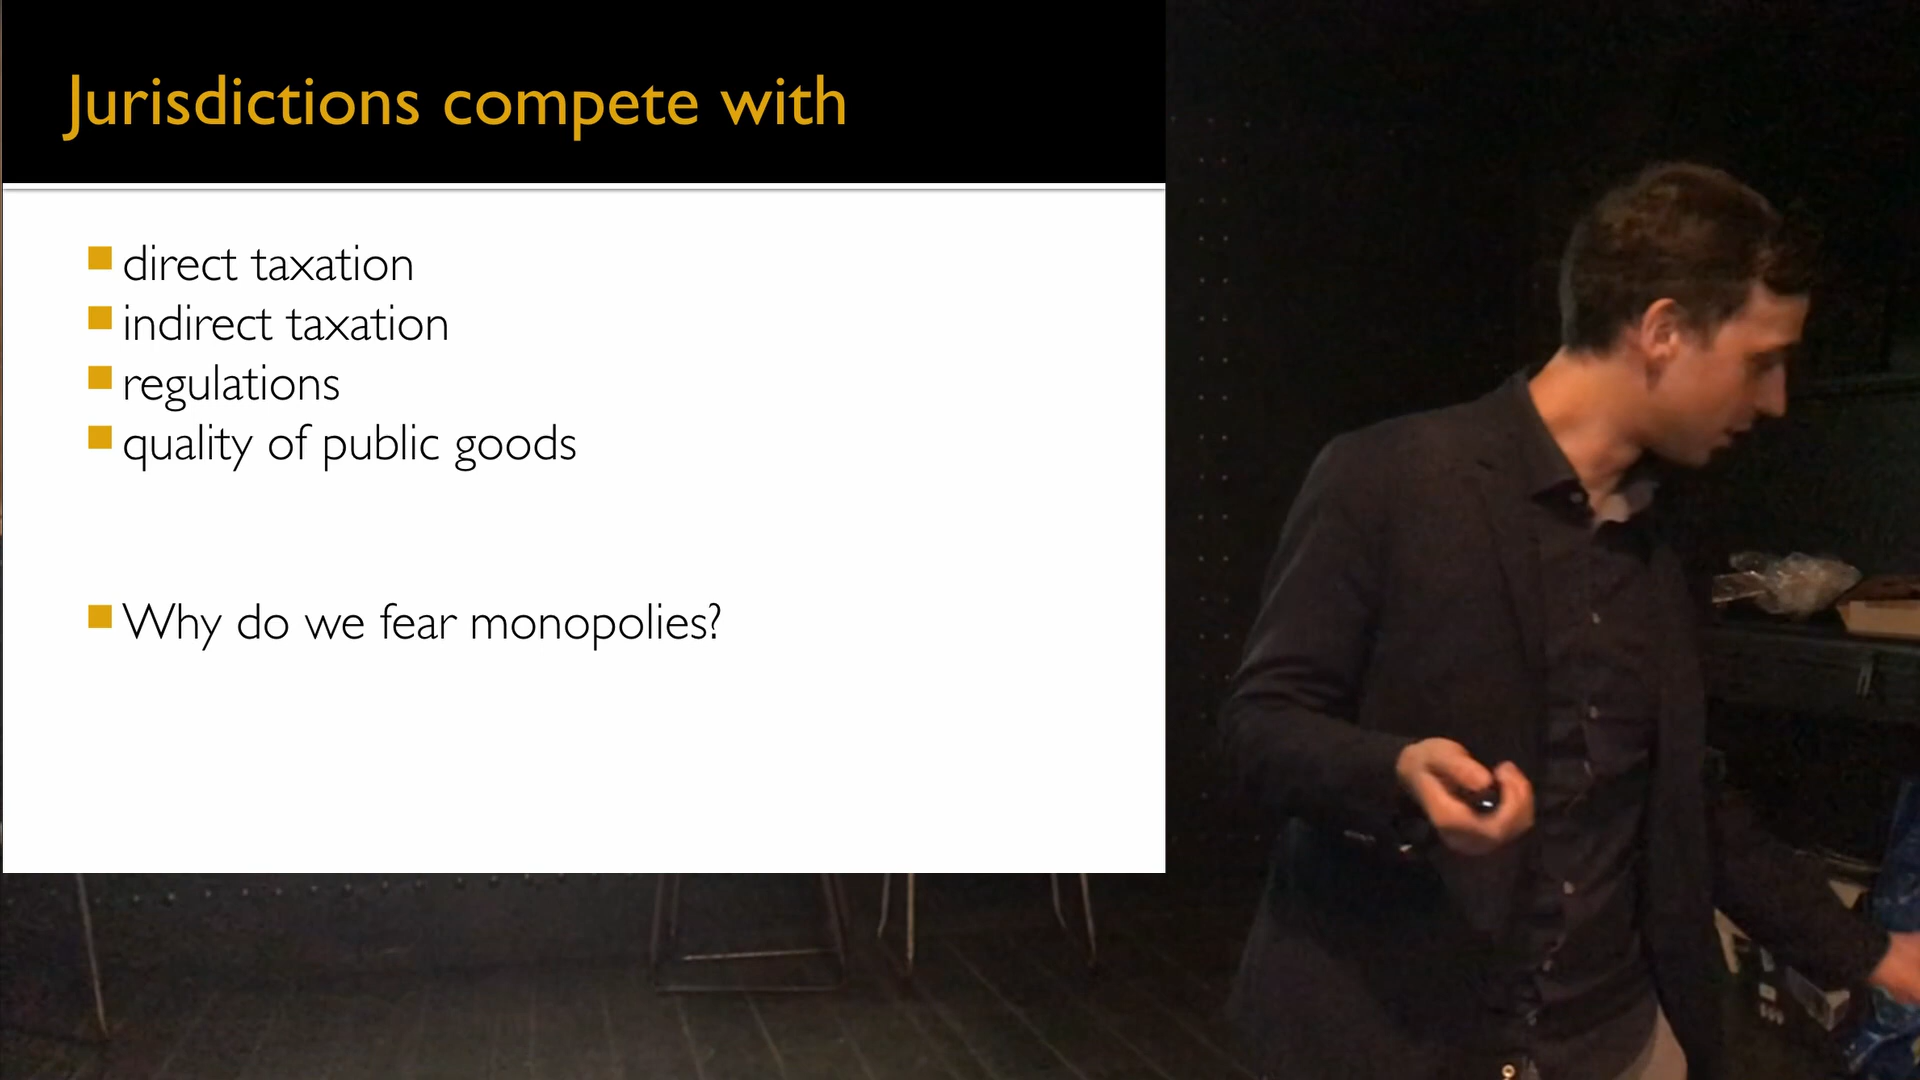 Jurisdictions compete with
direct taxation
indirect taxation
regulations
quality of public goods
Why do we fear monopolies?